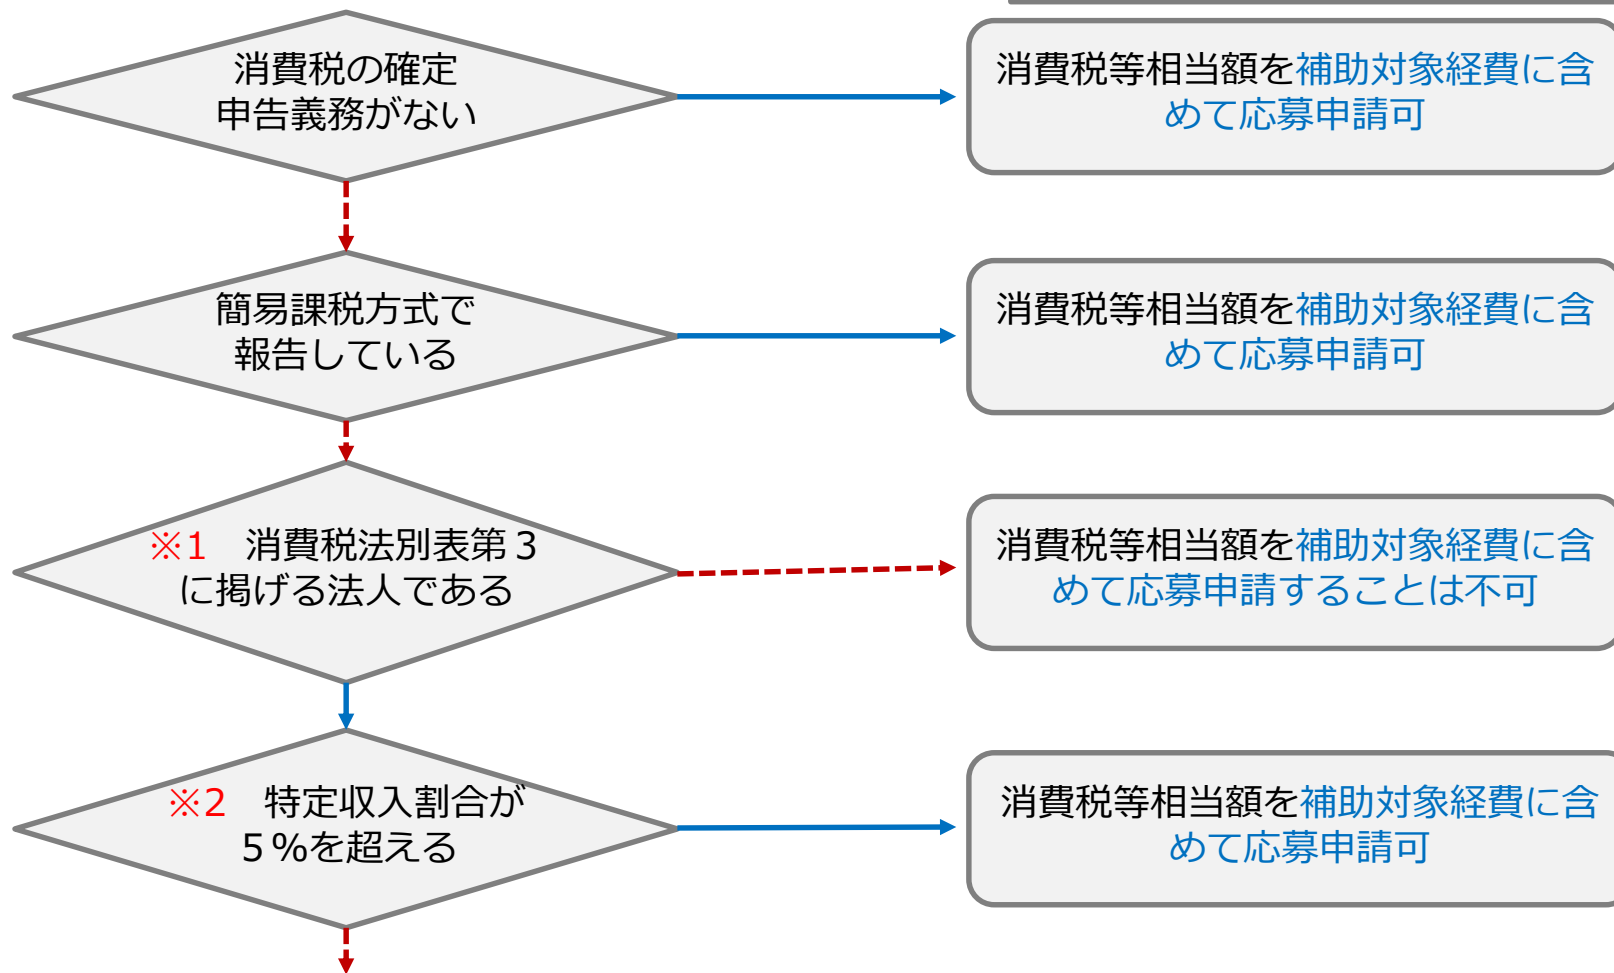 消費税の確定
申告義務がない
消費税等相当額を補助対象経費に含
めて応募申請可
簡易課税方式で
報告している
消費税等相当額を補助対象経費に含
めて応募申請可
※1　消費税法別表第３
に掲げる法人である
消費税等相当額を補助対象経費に含
めて応募申請することは不可
※2　特定収入割合が
５%を超える
消費税等相当額を補助対象経費に含
めて応募申請可